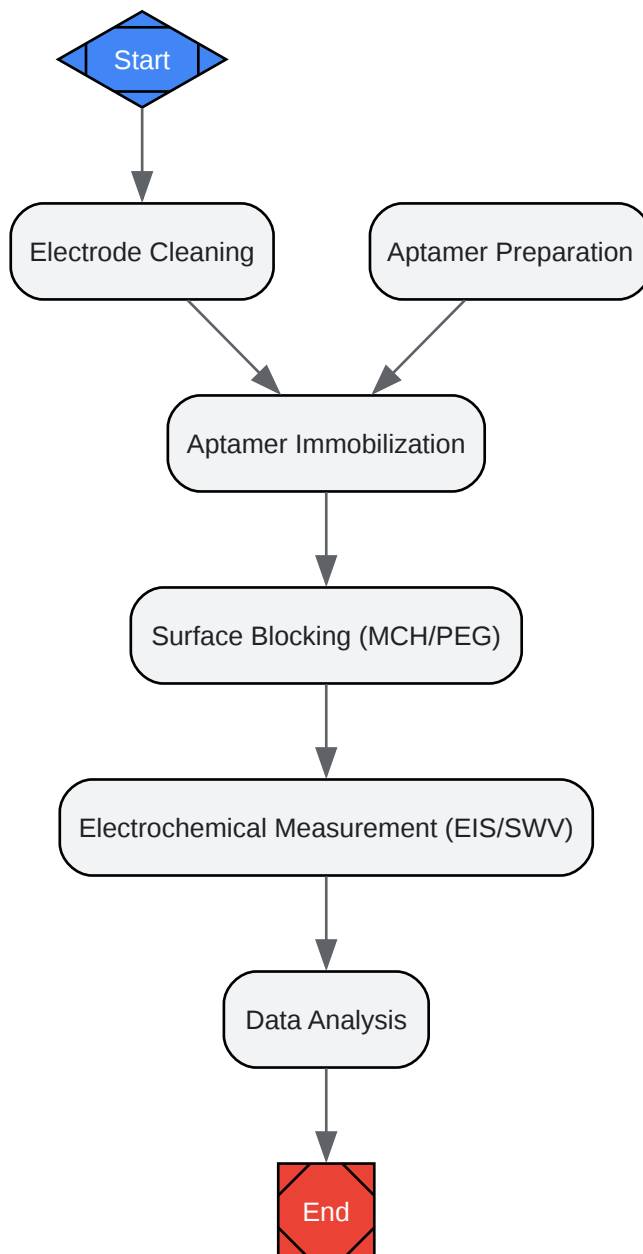 Start
Electrode Cleaning
Aptamer Preparation
Aptamer Immobilization
Surface Blocking (MCH/PEG)
Electrochemical Measurement (EIS/SWV)
Data Analysis
End